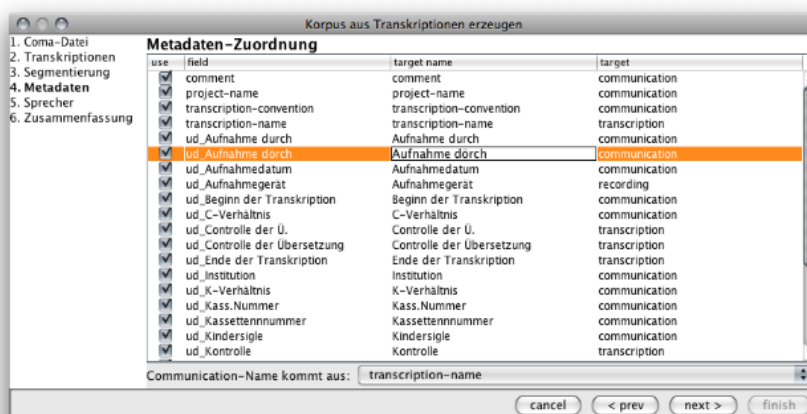 Korpus aus Transkriptionen erzeugen
1. Coma-Datei
2. Transkriptionen
3. Segmentierung
4. Metadaten
5. Sprecher
6. Zusammenfassung
Metadaten-Zuordnung
use field target name target
comment comment communication
project-name project-name communication
transcription-convention transcription-convention communication
transcription-name transcription-name transcription
ud_Aufnahme durch Aufnahme durch communication
ud_Aufnahme dorch Aufnahme dorch communication
ud_Aufnahmedatum Aufnahmedatum communication
ud_Aufnahmegerät Aufnahmegerät recording
ud_Beginn der Transkription Beginn der Transkription communication
ud_C-Verhältnis C-Verhältnis communication
ud_Controlle der Ü. Controlle der Ü. transcription
ud_Controlle der Übersetzung Controlle der Übersetzung transcription
ud_Ende der Transkription Ende der Transkription transcription
ud_Institution Institution communication
ud_K-Verhältnis K-Verhältnis communication
ud_Kass.Nummer Kass.Nummer communication
ud_Kassettennnummer Kassettennnummer communication
ud_Kindersigle Kindersigle communication
ud_Kontrolle Kontrolle transcription
Communication-Name kommt aus: transcription-name
cancel < prev next > finish